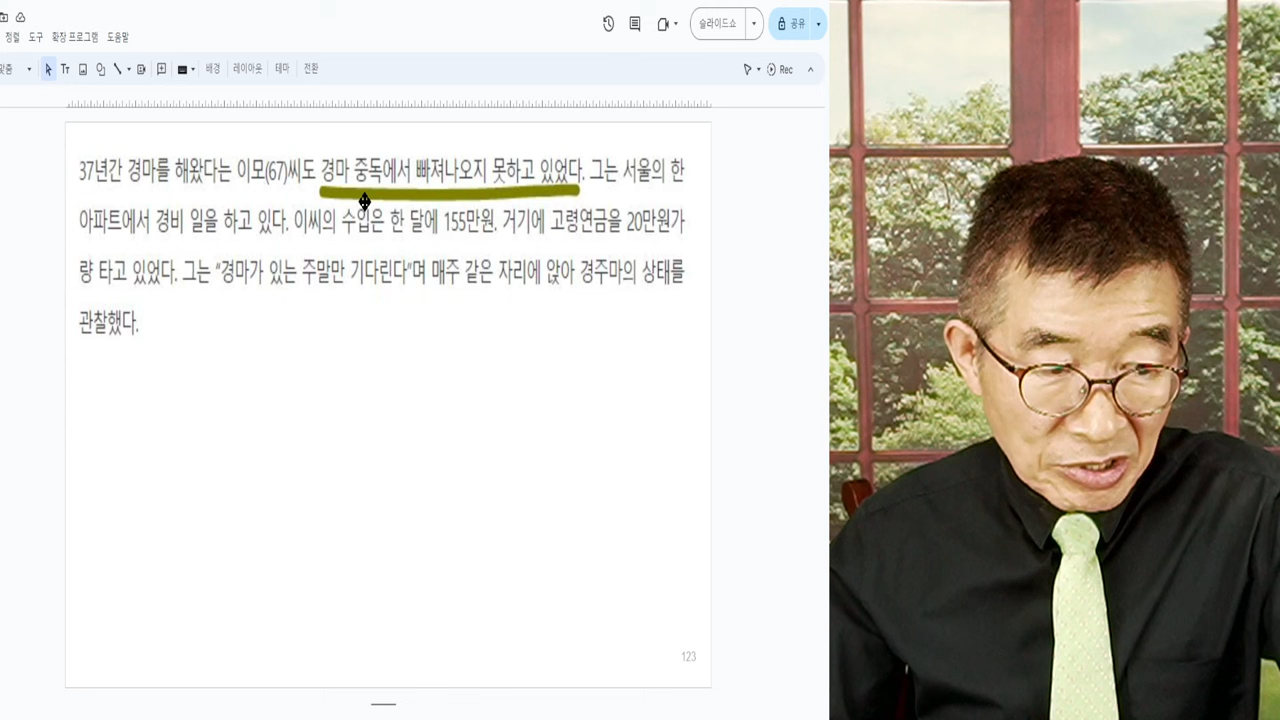 정렬 도구 확장 프로그램 도움말
슬라이드쇼
공유
맞춤
Tт
배경 레이아웃 테마 전환
Rec
37년간 경마를 해왔다는 이모(67)씨도 경마 중독에서 빠져나오지 못하고 있었다. 그는 서울의 한
아파트에서 경비 일을 하고 있다. 이씨의 수입은 한 달에 155만원. 거기에 고령연금을 20만원가
량 타고 있었다. 그는 “경마가 있는 주말만 기다린다”며 매주 같은 자리에 앉아 경주마의 상태를
관찰했다.
123